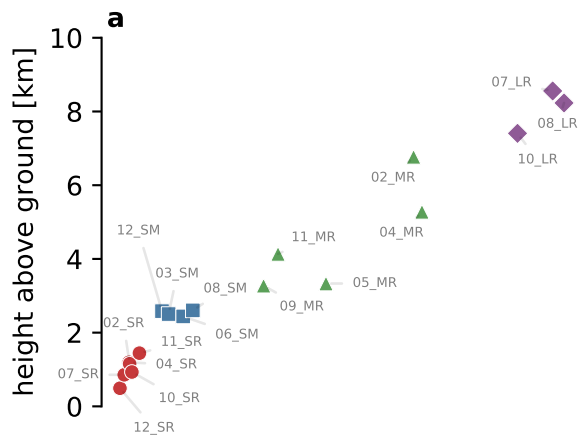 a
height above ground [km]
10
8
6
4
2
0
07_LR
08_LR
10_LR
02_MR
04_MR
12_SM
11_MR
03_SM
05_MR
08_SM
09_MR
02_SR
06_SM
11_SR
04_SR
07_SR
10_SR
12_SR